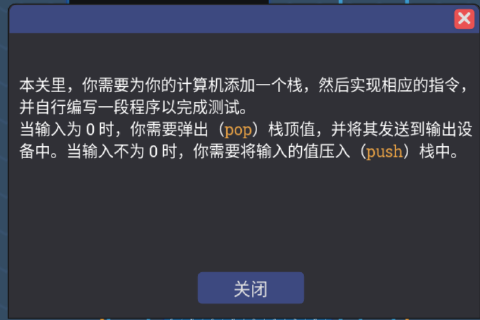 本关里，你需要为你的计算机添加一个栈，然后实现相应的指令，
并自行编写一段程序以完成测试。
当输入为 0 时，你需要弹出（pop）栈顶值，并将其发送到输出设
备中。当输入不为 0 时，你需要将输入的值压入（push）栈中。
关闭